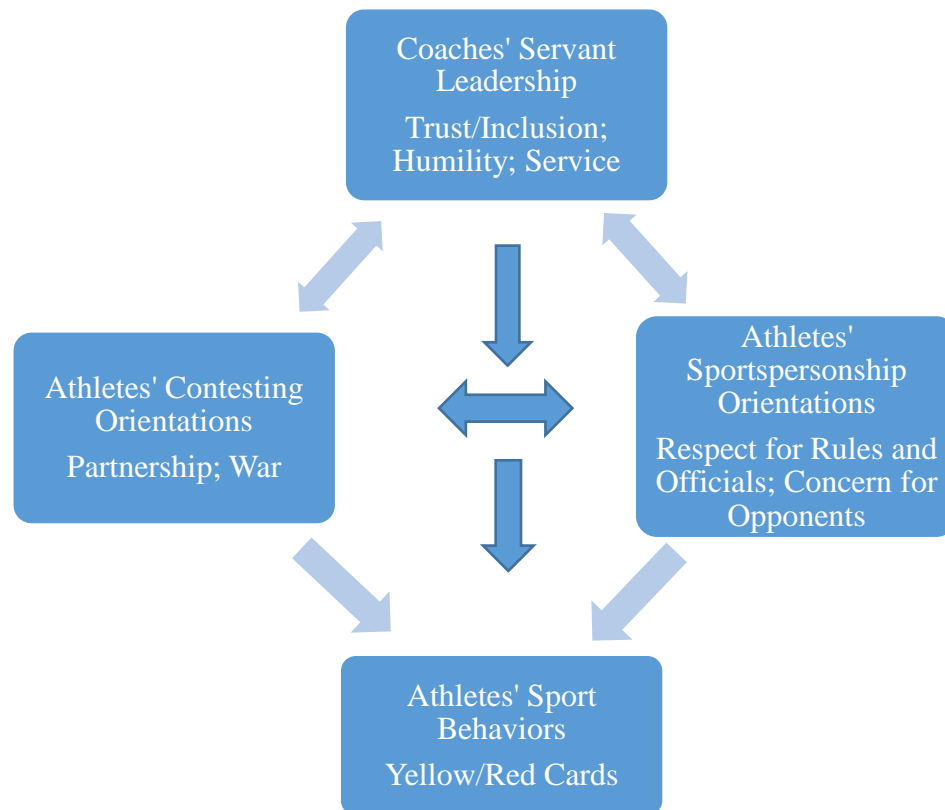 Coaches' Servant
Leadership
Trust/Inclusion;
Humility; Service
Athletes' Contesting
Orientations
Partnership; War
Athletes'
Sportspersonship
Orientations
Respect for Rules and
Officials; Concern for
Opponents
Athletes' Sport
Behaviors
Yellow/Red Cards